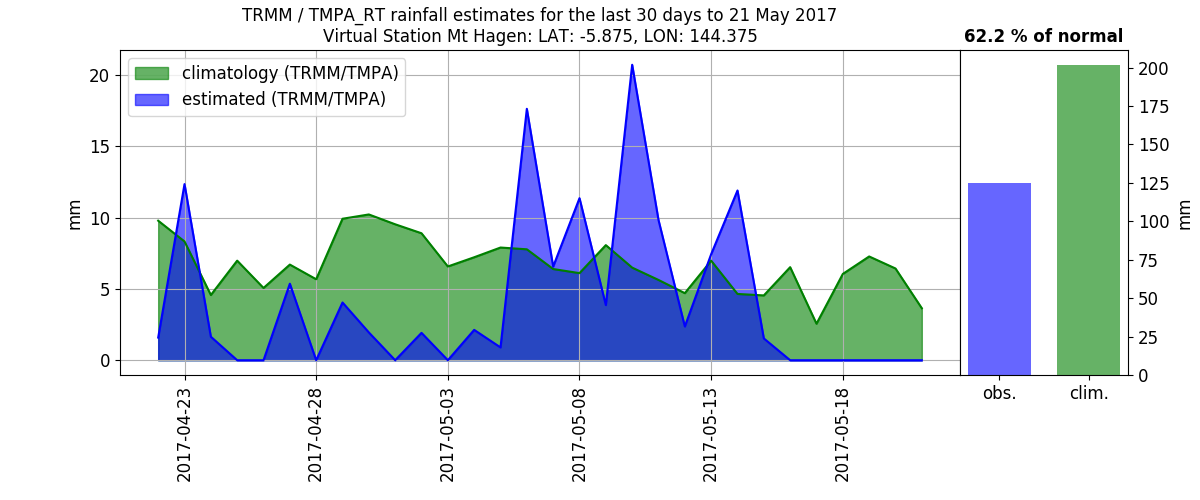 TRMM / TMPA_RT rainfall estimates for the last 30 days to 21 May 2017
Virtual Station Mt Hagen: LAT: -5.875, LON: 144.375
62.2 % of normal
climatology (TRMM/TMPA)
estimated (TRMM/TMPA)
20
15
10
5
0
mm
2017-04-23
2017-04-28
2017-05-03
2017-05-08
2017-05-13
2017-05-18
200
175
150
125
100
75
50
25
0
mm
obs.
clim.